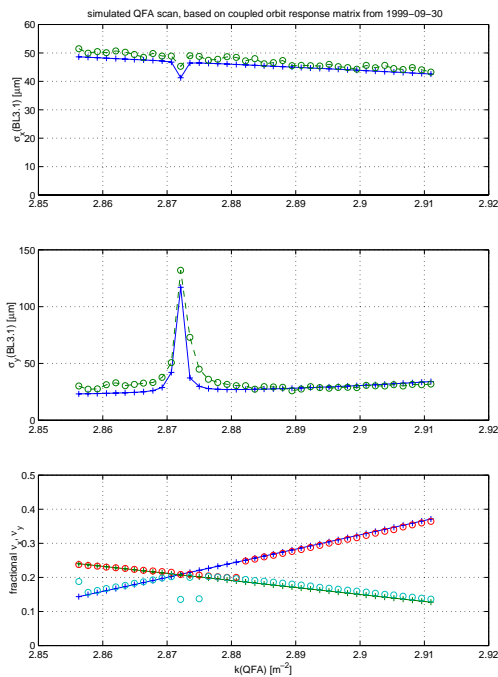 simulated QFA scan, based on coupled orbit response matrix from 1999−09−30
60
50
40
30
20
10
0
σx(BL3.1) [μm]
2.85 2.86 2.87 2.88 2.89 2.9 2.91 2.92
150
100
50
0
σy(BL3.1) [μm]
2.85 2.86 2.87 2.88 2.89 2.9 2.91 2.92
0.5
0.4
0.3
0.2
0.1
0
fractional νx, νy
2.85 2.86 2.87 2.88 2.89 2.9 2.91 2.92
k(QFA) [m−2]